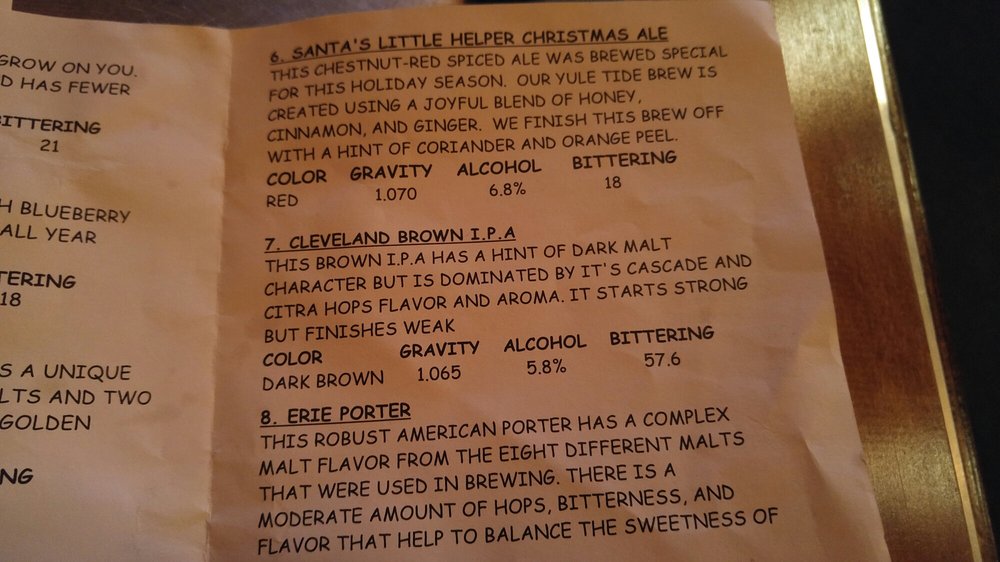 GROW ON YOU.
D HAS FEWER
BITTERING
21
H BLUEBERRY
ALL YEAR
TERING
18
S A UNIQUE
LTS AND TWO
GOLDEN
NG
6. SANTA'S LITTLE HELPER CHRISTMAS ALE
THIS CHESTNUT-RED SPICED ALE WAS BREWED SPECIAL
FOR THIS HOLIDAY SEASON. OUR YULE TIDE BREW IS
CREATED USING A JOYFUL BLEND OF HONEY,
CINNAMON, AND GINGER. WE FINISH THIS BREW OFF
WITH A HINT OF CORIANDER AND ORANGE PEEL.
COLOR GRAVITY ALCOHOL BITTERING
RED 1.070 6.8% 18
7. CLEVELAND BROWN I.P.A
THIS BROWN I.P.A HAS A HINT OF DARK MALT
CHARACTER BUT IS DOMINATED BY IT'S CASCADE AND
CITRA HOPS FLAVOR AND AROMA. IT STARTS STRONG
BUT FINISHES WEAK
COLOR GRAVITY ALCOHOL BITTERING
DARK BROWN 1.065 5.8% 57.6
8. ERIE PORTER
THIS ROBUST AMERICAN PORTER HAS A COMPLEX
MALT FLAVOR FROM THE EIGHT DIFFERENT MALTS
THAT WERE USED IN BREWING. THERE IS A
MODERATE AMOUNT OF HOPS, BITTERNESS, AND
FLAVOR THAT HELP TO BALANCE THE SWEETNESS OF